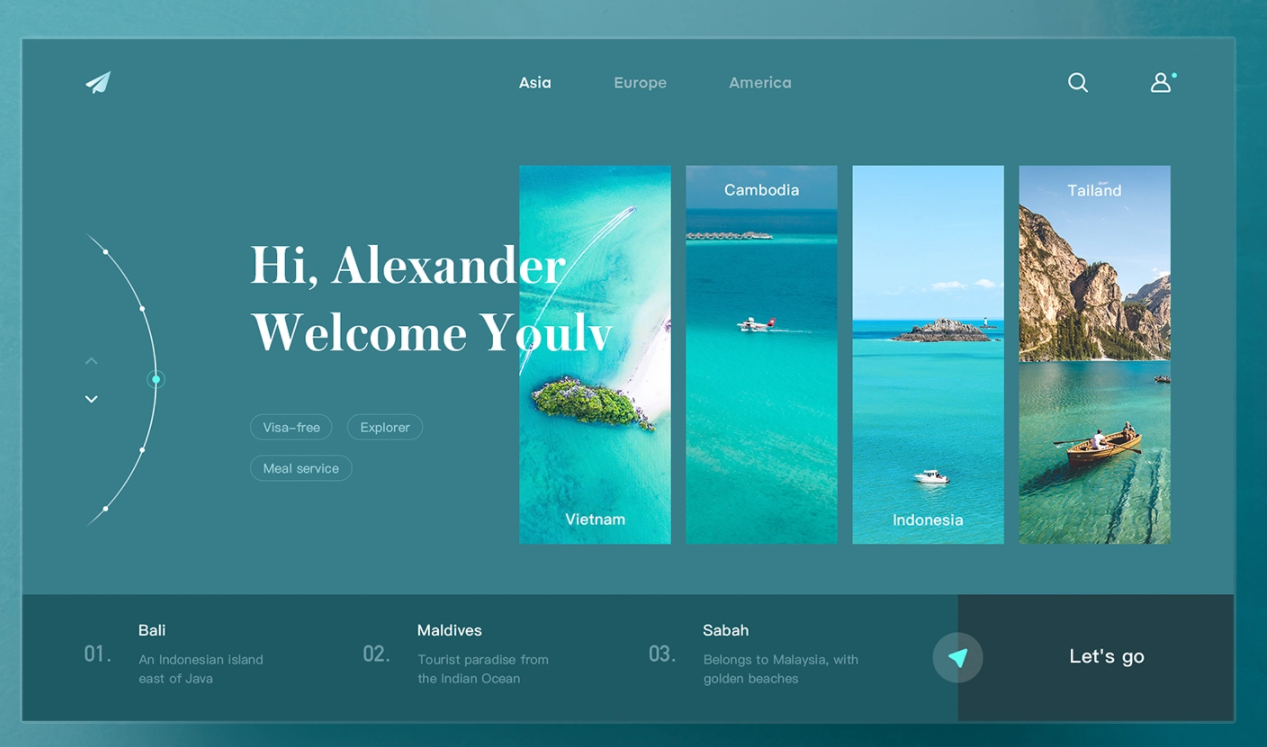 Asia
Europe
America
Hi, Alexander
Welcome Youlv
Visa-free
Explorer
Meal service
Vietnam
Cambodia
Indonesia
Tailand
01.
Bali
An Indonesian island
east of Java
02.
Maldives
Tourist paradise from
the Indian Ocean
03.
Sabah
Belongs to Malaysia, with
golden beaches
Let's go